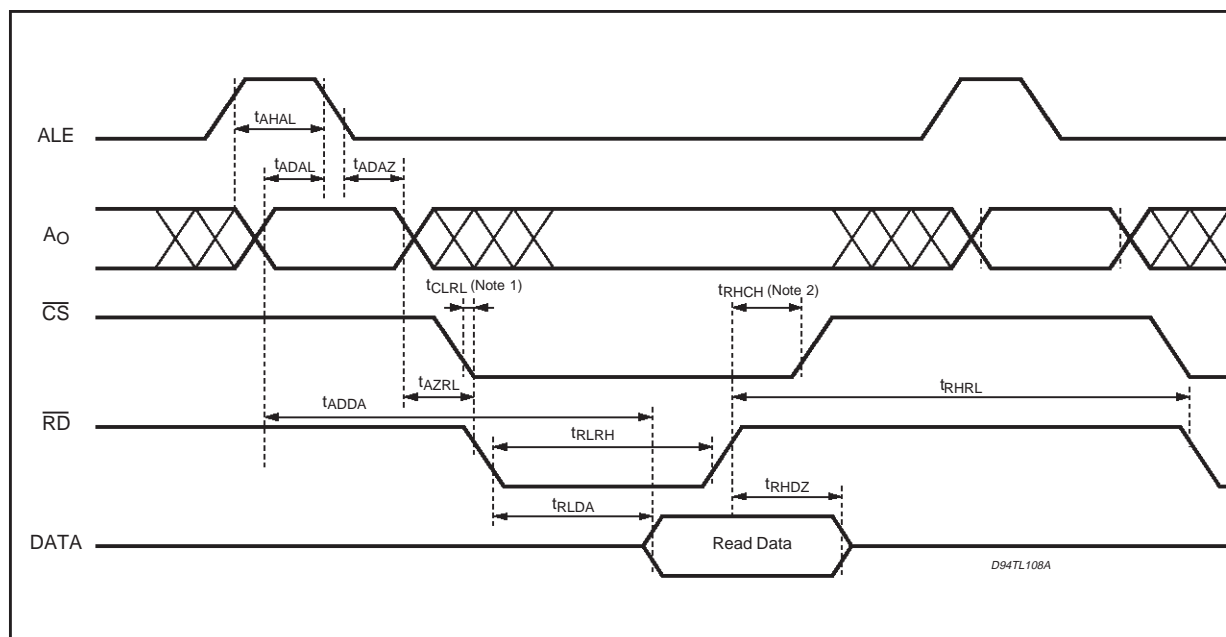 ALE
tAHAL
tADAL
tADAZ
AO
tCLRL (Note 1)
tRHCH (Note 2)
CS
tAZRL
tRHRL
tADDA
RD
tRLRH
tRHDZ
tRLDA
DATA
Read Data
D94TL108A